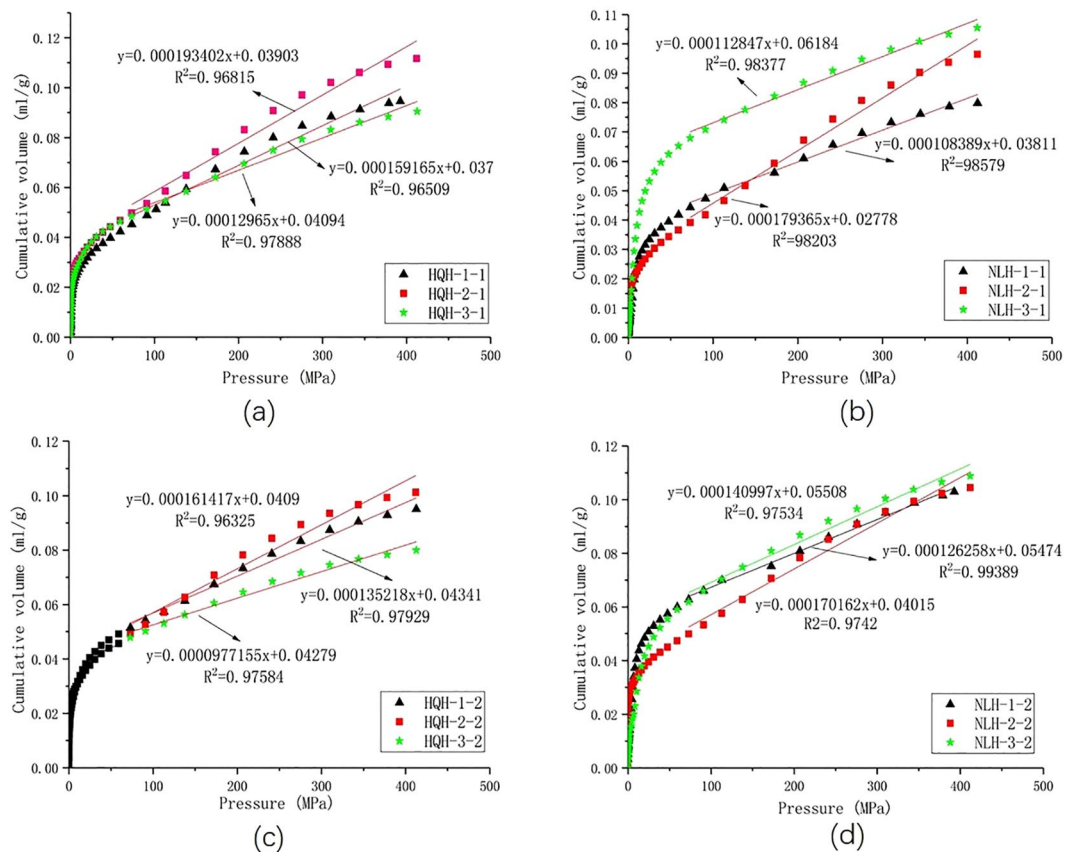 Cumulative volume (ml/g)
0.12
0.10
0.08
0.06
0.04
0.02
0.00
y=0.000193402x+0.03903
R²=0.96815
y=0.000159165x+0.037
R²=0.96509
y=0.00012965x+0.04094
R²=0.97888
HQH-1-1
HQH-2-1
HQH-3-1
0 100 200 300 400 500
Pressure (MPa)
(a)
Cumulative volume (ml/g)
0.11
0.10
0.09
0.08
0.07
0.06
0.05
0.04
0.03
0.02
0.01
0.00
y=0.000112847x+0.06184
R²=0.98377
y=0.000108389x+0.03811
R²=98579
y=0.000179365x+0.02778
R²=98203
NLH-1-1
NLH-2-1
NLH-3-1
0 100 200 300 400 500
Pressure (MPa)
(b)
Cumulative volume (ml/g)
0.12
0.10
0.08
0.06
0.04
0.02
0.00
y=0.000161417x+0.0409
R²=0.96325
y=0.000135218x+0.04341
R²=0.97929
y=0.0000977155x+0.04279
R²=0.97584
HQH-1-2
HQH-2-2
HQH-3-2
0 100 200 300 400 500
Pressure (MPa)
(c)
Cumulative volume (ml/g)
0.12
0.10
0.08
0.06
0.04
0.02
0.00
y=0.000140997x+0.05508
R²=0.97534
y=0.000126258x+0.05474
R²=0.99389
y=0.000170162x+0.04015
R2=0.9742
NLH-1-2
NLH-2-2
NLH-3-2
0 100 200 300 400 500
Pressure (MPa)
(d)